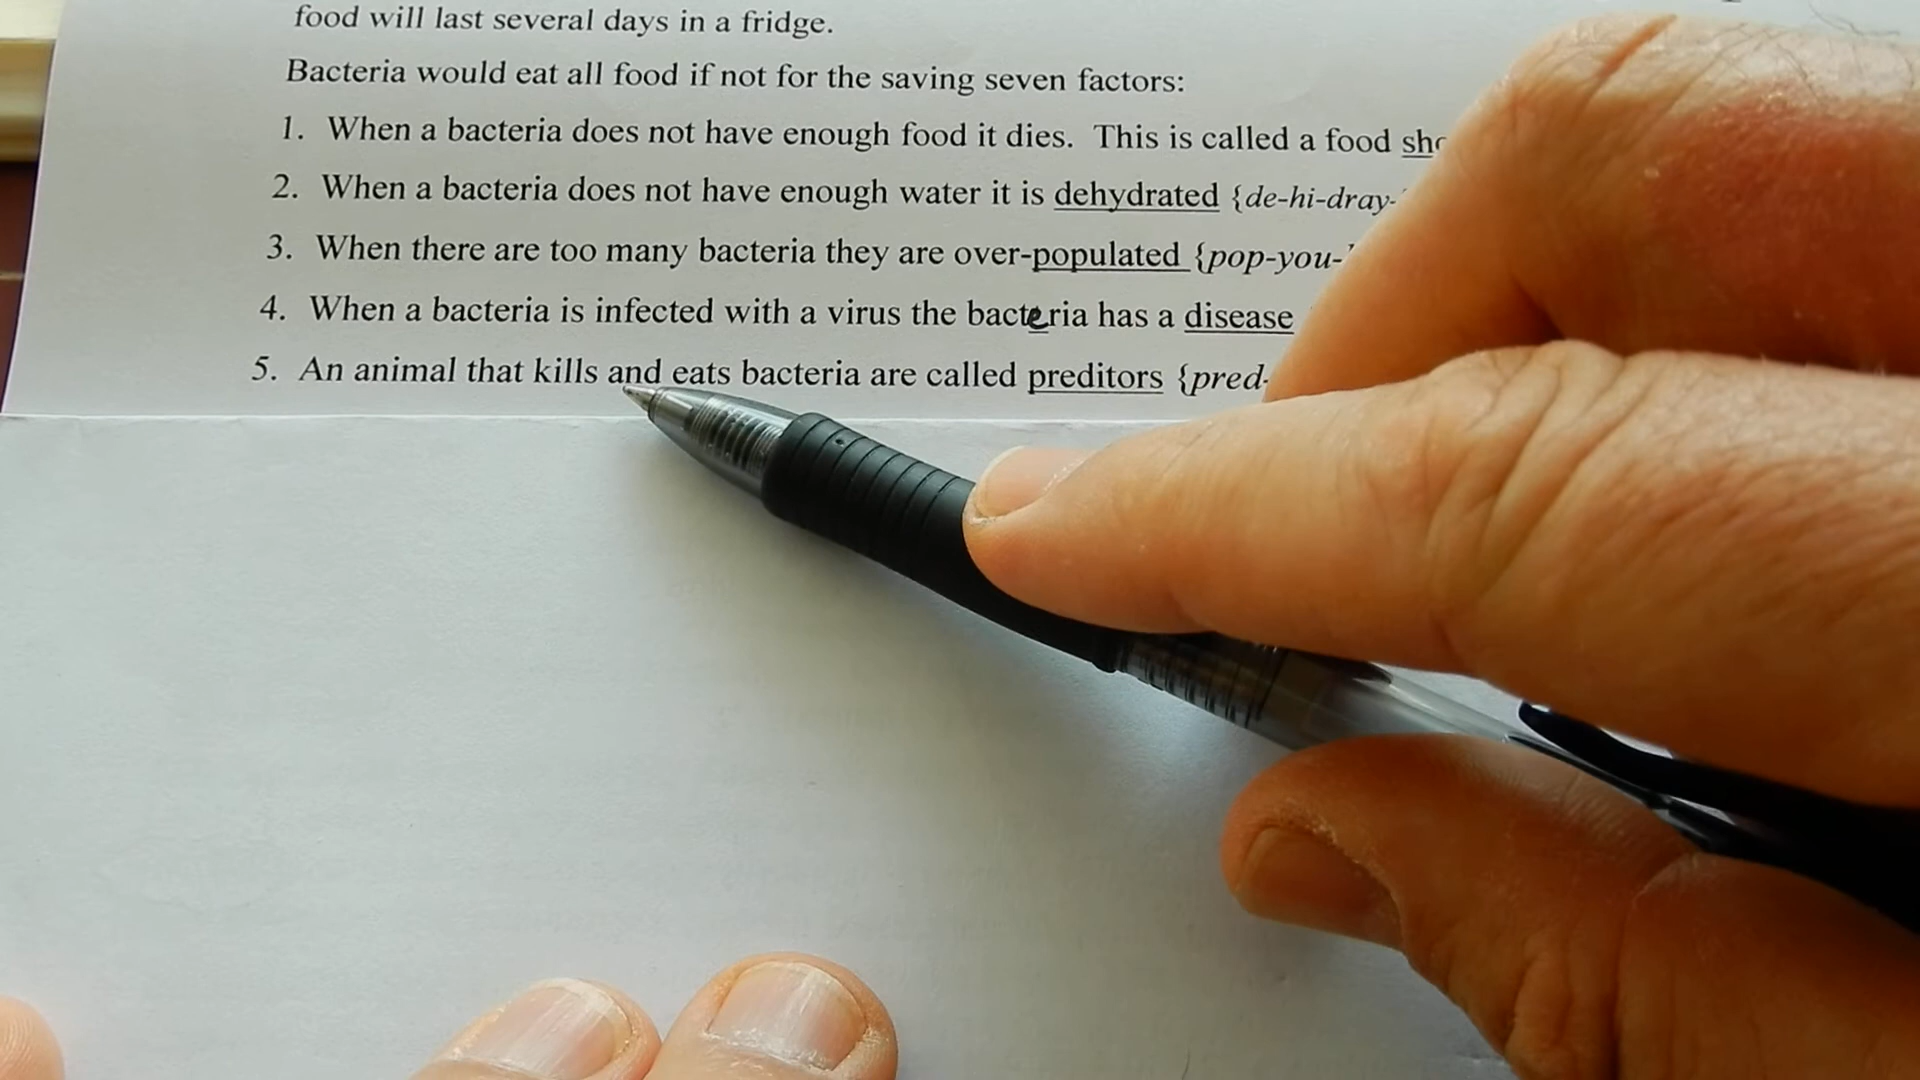 food will last several days in a fridge.
Bacteria would eat all food if not for the saving seven factors:
1. When a bacteria does not have enough food it dies. This is called a food
2. When a bacteria does not have enough water it is dehydrated {de-hi-dray-
3. When there are too many bacteria they are over-populated {pop-you-
4. When a bacteria is infected with a virus the bacteria has a disease
5. An animal that kills and eats bacteria are called preditors {pred-